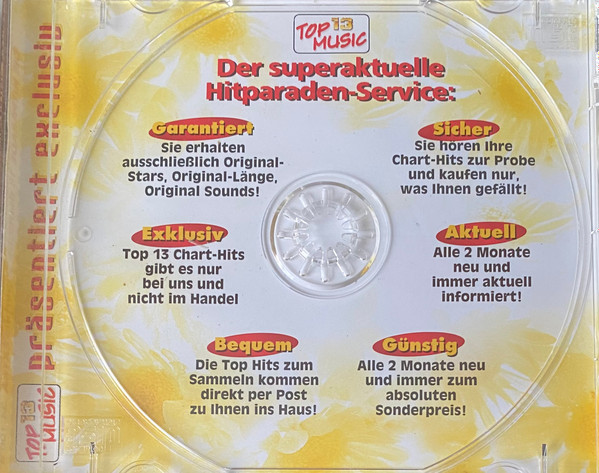 TOP 13
MUSIC
Der superaktuelle
Hitparaden-Service:
Garantiert
Sie erhalten
ausschließlich Original-
Stars, Original-Länge,
Original Sounds!
Sicher
Sie hören Ihre
Chart-Hits zur Probe
und kaufen nur,
was Ihnen gefällt!
Exklusiv
Top 13 Chart-Hits
gibt es nur
bei uns und
nicht im Handel
Aktuell
Alle 2 Monate
neu und
immer aktuell
informiert!
Bequem
Die Top Hits zum
Sammeln kommen
direkt per Post
zu Ihnen ins Haus!
Günstig
Alle 2 Monate neu
und immer zum
absoluten
Sonderpreis!
TOP 13
MUSIC
präsentiert exclusiv